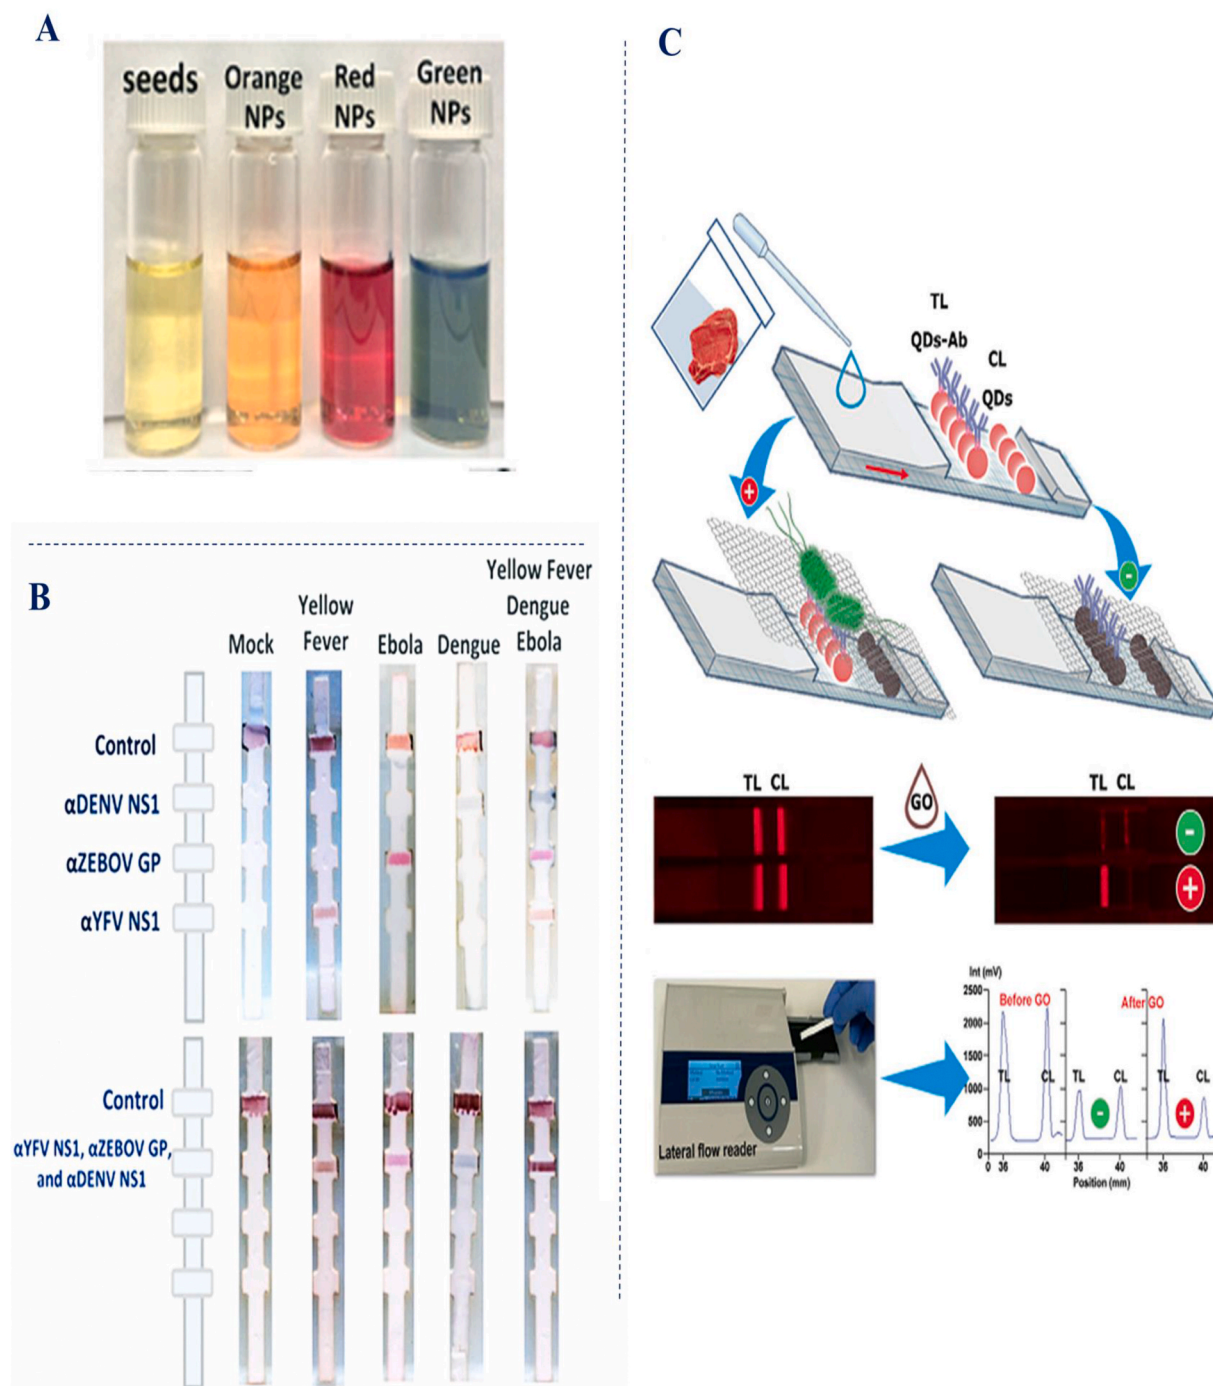 A
seeds
Orange
NPs
Red
NPs
Green
NPs
B
Mock
Yellow
Fever
Ebola
Dengue
Yellow Fever
Dengue
Ebola
Control
αDENV NS1
αZEBOV GP
αYFV NS1
Control
αYFV NS1, αZEBOV GP,
and αDENV NS1
C
TL
QDs-Ab
CL
QDs
+
-
TL CL
GO
TL CL
-
+
Lateral flow reader
Int (mV)
2500
2000
1500
1000
500
0
Before GO
After GO
TL CL
TL CL
TL CL
-
+
36 40 36 40 36 40
Position (mm)